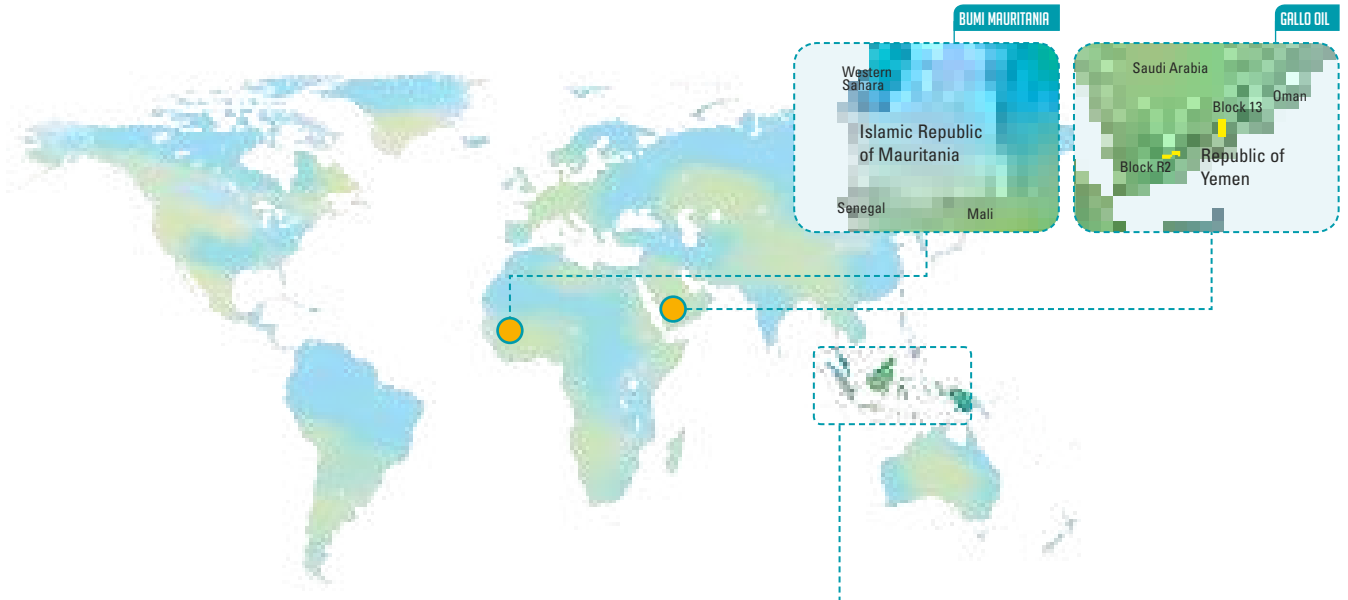 BUMI MAURITANIA
Western
Sahara
Islamic Republic
of Mauritania
Senegal
Mali
GALLO OIL
Saudi Arabia
Oman
Block 13
Block R2
Republic of
Yemen